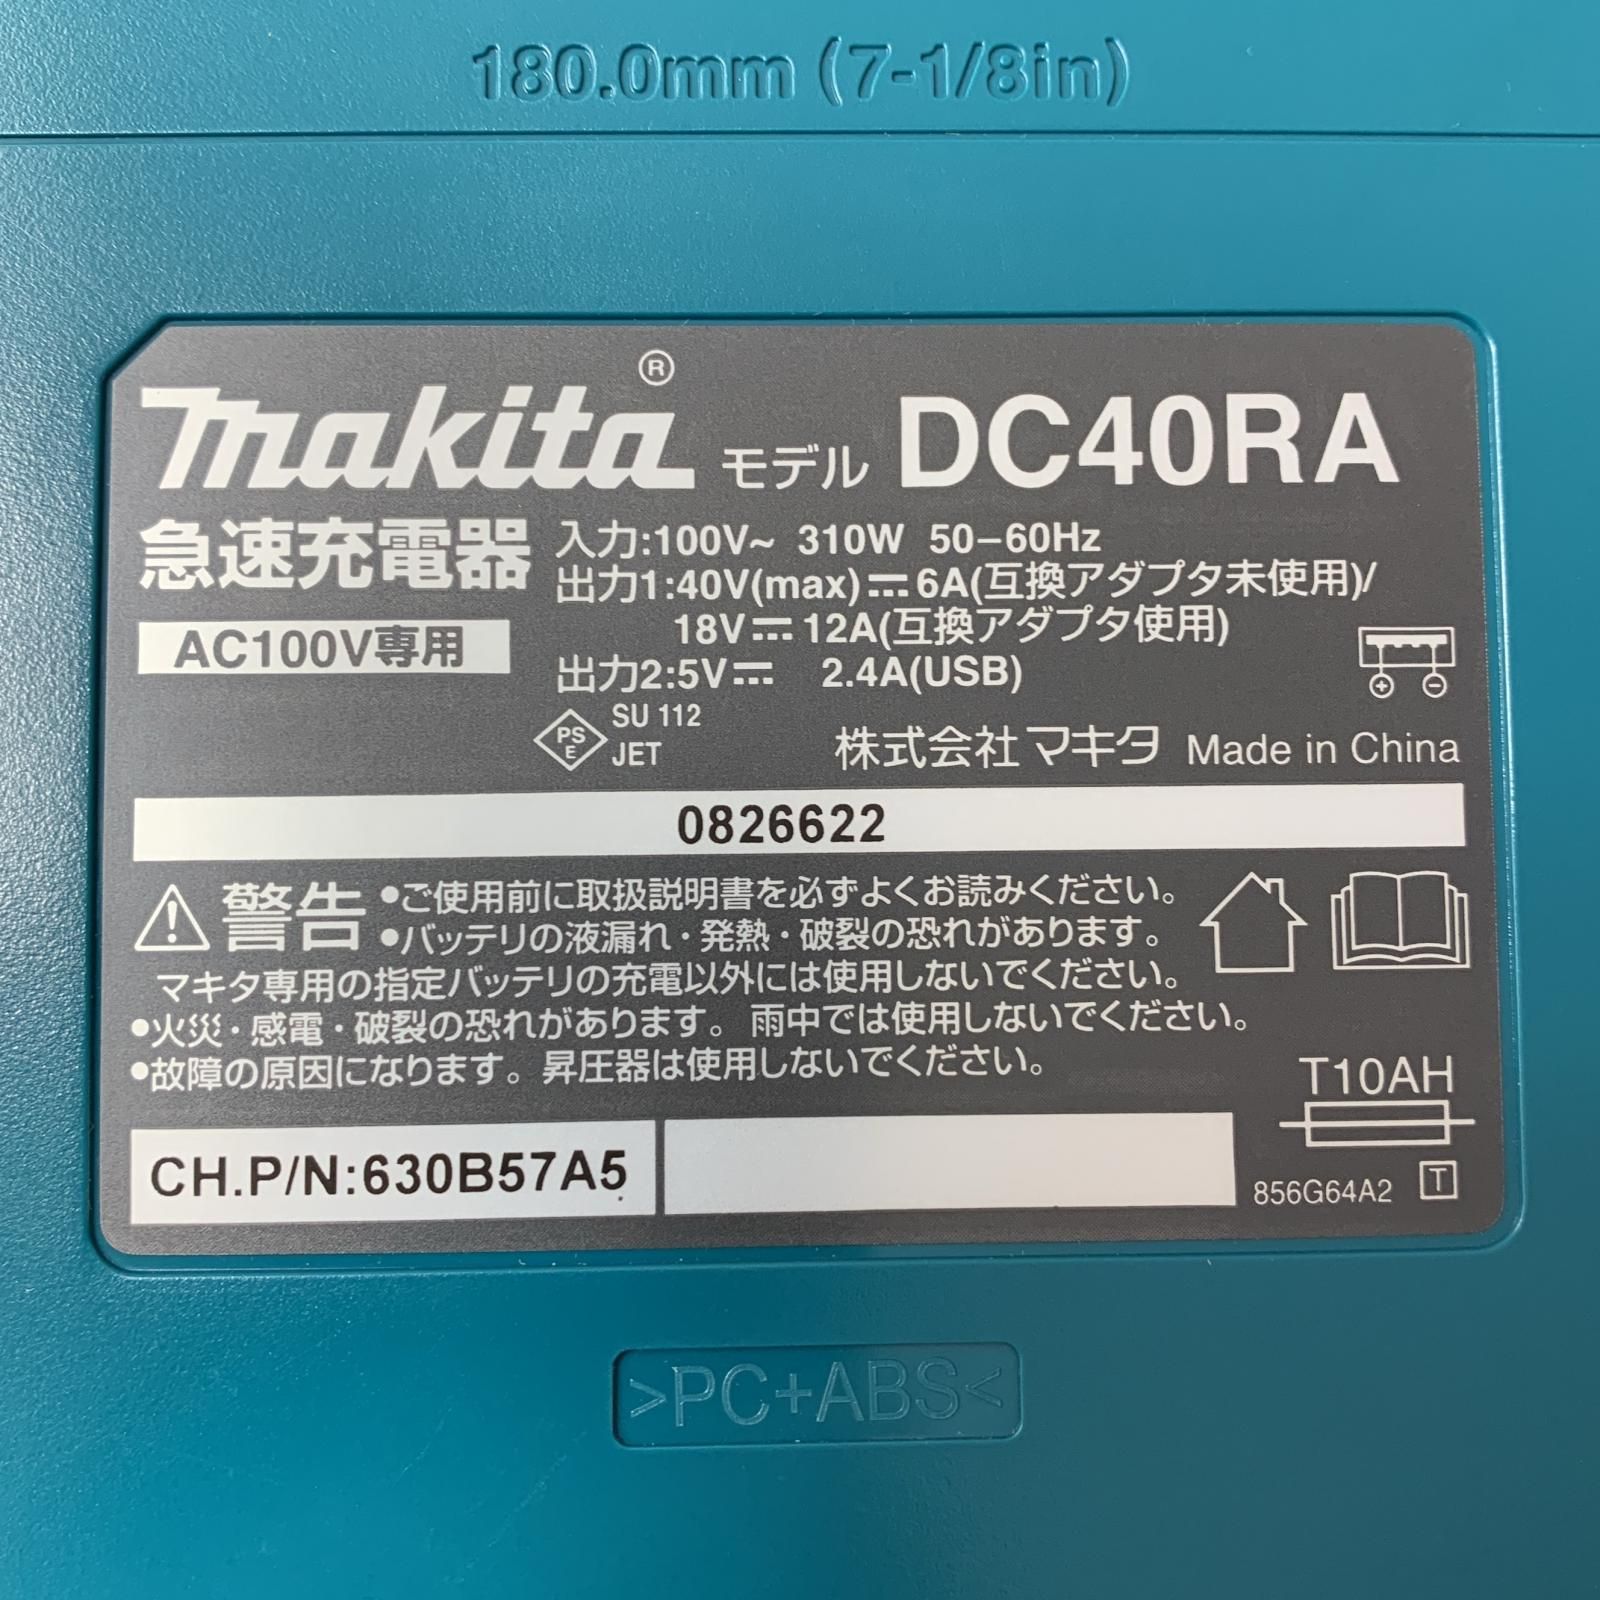 180.0mm (7-1/8in)
makita® モデル DC40RA
急速充電器
AC100V専用
入力:100V~ 310W 50-60Hz
出力1:40V(max)⎓6A(互換アダプタ未使用)/
18V⎓12A(互換アダプタ使用)
出力2:5V⎓ 2.4A(USB)
PS
E
SU 112
JET
株式会社マキタ Made in China
0826622
警告 •ご使用前に取扱説明書を必ずよくお読みください。
•バッテリの液漏れ・発熱・破裂の恐れがあります。
マキタ専用の指定バッテリの充電以外には使用しないでください。
•火災・感電・破裂の恐れがあります。雨中では使用しないでください。
•故障の原因になります。昇圧器は使用しないでください。
T10AH
CH.P/N:630B57A5
856G64A2 T
>PC+ABS<